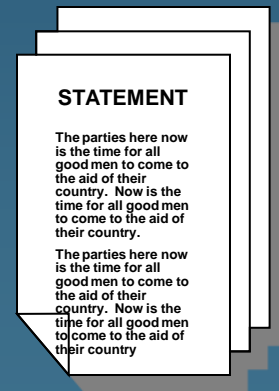 STATEMENT
The parties here now
is the time for all
good men to come to
the aid of their
country. Now is the
time for all good men
to come to the aid of
their country.
The parties here now
is the time for all
good men to come to
the aid of their
country. Now is the
time for all good men
to come to the aid of
their country